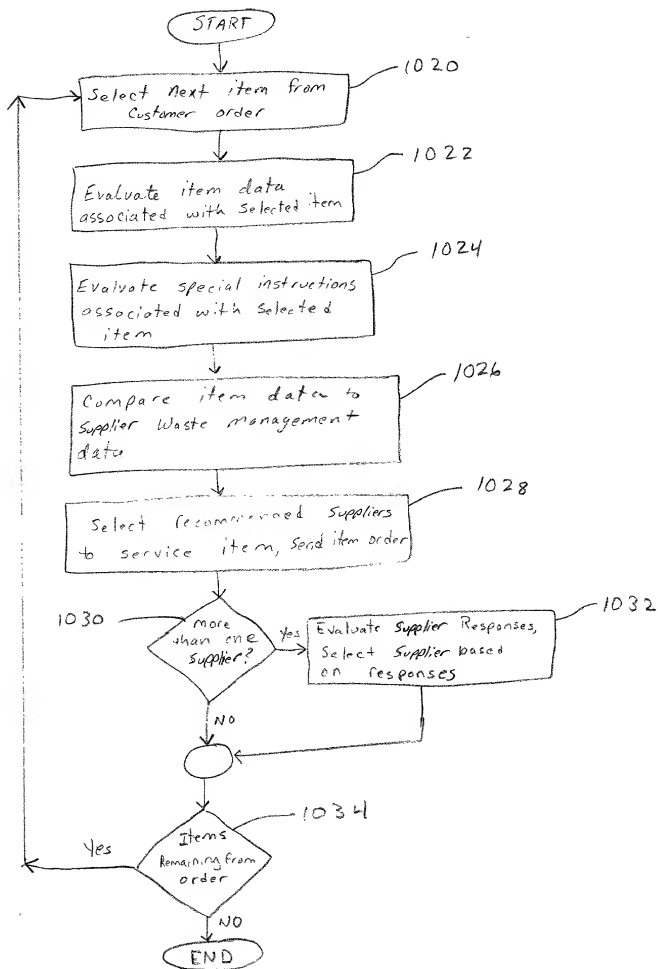 START
1020
Select Next item from
Customer order
1022
Evaluate item data
associated with selected item
1024
Evaluate special instructions
associated with selected
item
1026
Compare item data to
Supplier Waste management
data
1028
Select recommened Suppliers
to service item, Send item order
1030
more
than one
Supplier?
Yes
1032
Evaluate Supplier Responses,
Select Supplier based
on responses
NO
1034
Items
Remaining from
order
Yes
NO
END